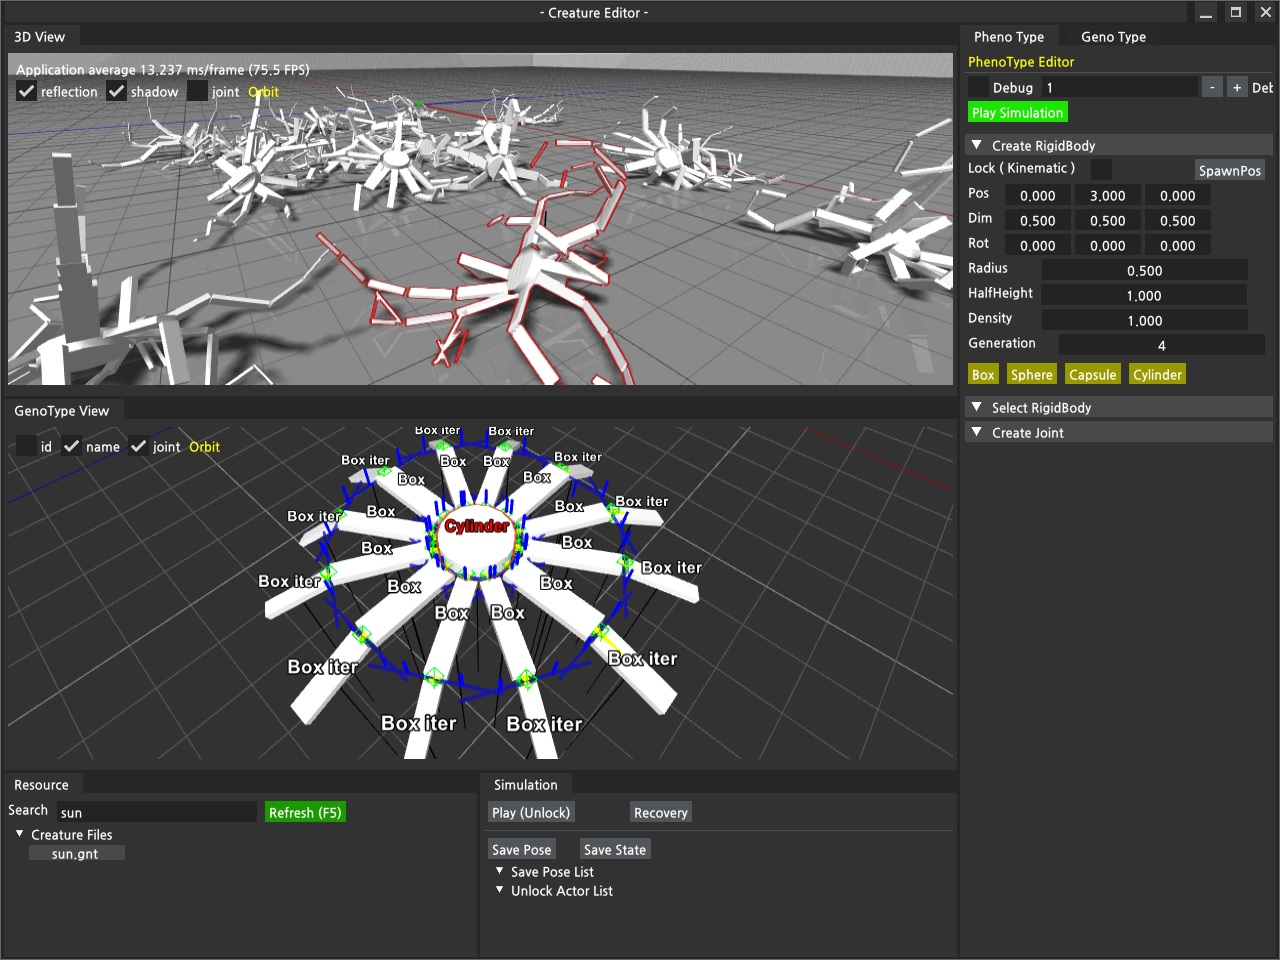 - Creature Editor -
3D View
Application average 13.237 ms/frame (75.5 FPS)
reflection shadow joint Orbit
GenoType View
id name joint Orbit
Box iter Box iter
Box iter Box Box Box iter
Box Box
Box iter Box Box Box iter
Cylinder
Box Box
Box iter Box Box Box iter
Box Box
Box iter Box iter
Box iter Box iter
Resource
Search sun Refresh (F5)
Creature Files
sun.gnt
Simulation
Play (Unlock) Recovery
Save Pose Save State
Save Pose List
Unlock Actor List
Pheno Type Geno Type
PhenoType Editor
Debug 1 - + Det
Play Simulation
Create RigidBody
Lock ( Kinematic ) SpawnPos
Pos 0.000 3.000 0.000
Dim 0.500 0.500 0.500
Rot 0.000 0.000 0.000
Radius 0.500
HalfHeight 1.000
Density 1.000
Generation 4
Box Sphere Capsule Cylinder
Select RigidBody
Create Joint